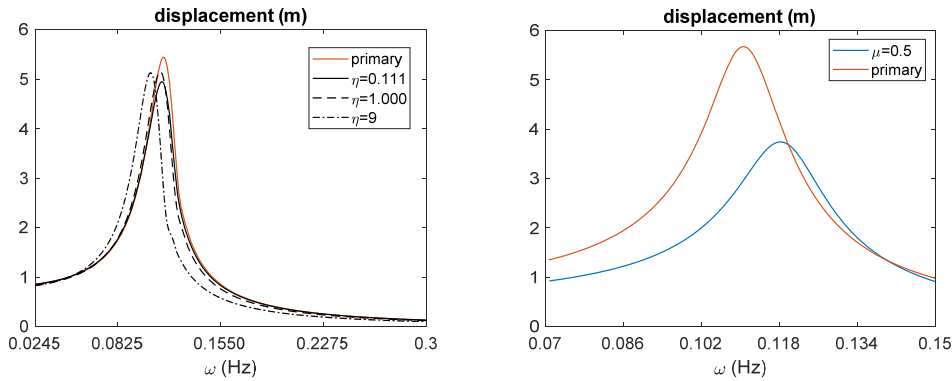 displacement (m)
6
5
4
3
2
1
0
0.0245
0.0825
0.1550
0.2275
0.3
ω (Hz)
primary
η=0.111
η=1.000
η=9
displacement (m)
6
5
4
3
2
1
0
0.07
0.086
0.102
0.118
0.134
0.15
ω (Hz)
μ=0.5
primary